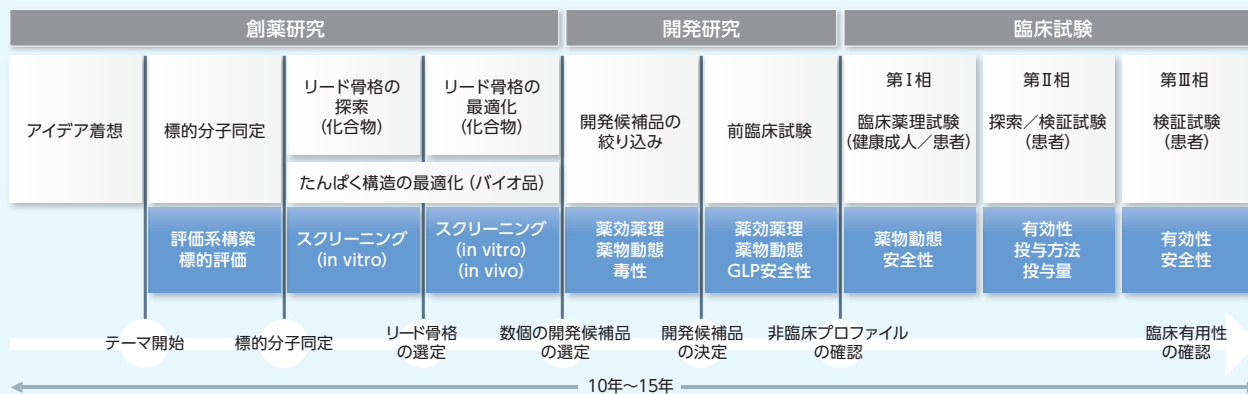 創薬研究
開発研究
臨床試験
アイデア着想
標的分子同定
リード骨格の
探索
(化合物)
リード骨格の
最適化
(化合物)
たんぱく構造の最適化 (バイオ品)
開発候補品の
絞り込み
前臨床試験
第Ⅰ相
臨床薬理試験
(健康成人／患者)
第Ⅱ相
探索／検証試験
(患者)
第Ⅲ相
検証試験
(患者)
評価系構築
標的評価
スクリーニング
(in vitro)
スクリーニング
(in vitro)
(in vivo)
薬効薬理
薬物動態
毒性
薬効薬理
薬物動態
GLP安全性
薬物動態
安全性
有効性
投与方法
投与量
有効性
安全性
テーマ開始
標的分子同定
リード骨格
の選定
数個の開発候補品
の選定
開発候補品
の決定
非臨床プロファイル
の確認
臨床有用性
の確認
10年～15年